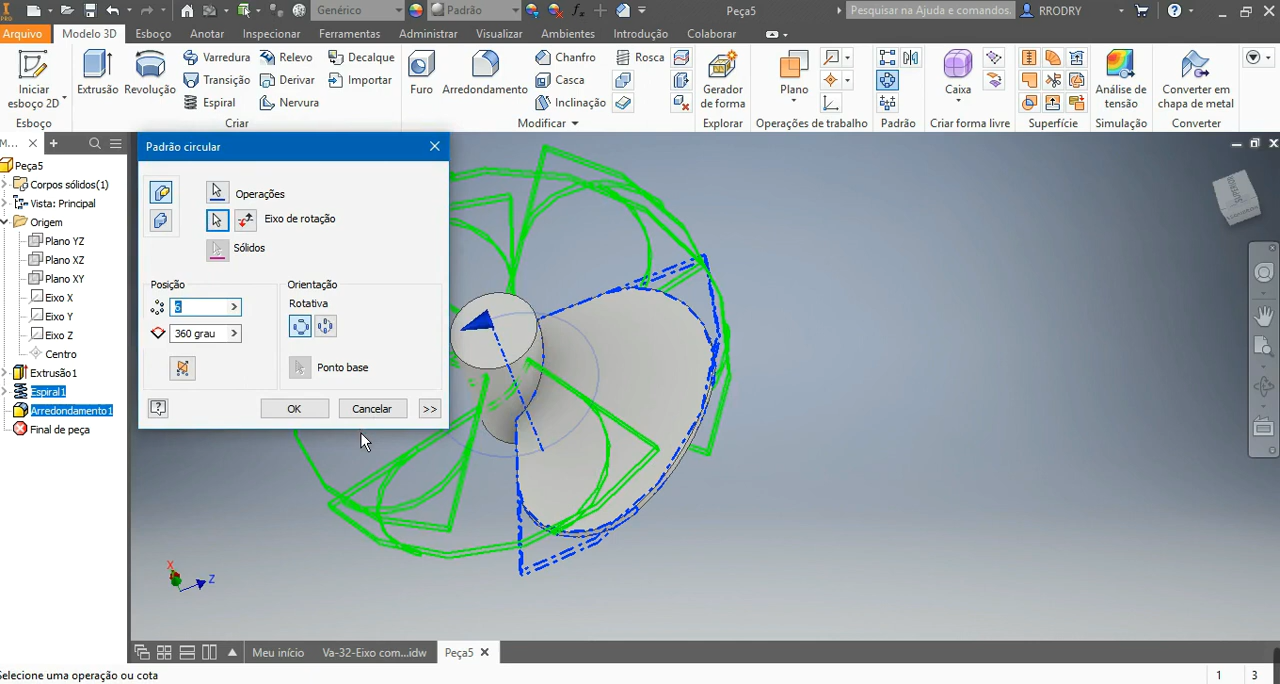 PRO
Genérico
Padrão
Peça5
Pesquisar na Ajuda e comandos.
RRODRY
Arquivo Modelo 3D Esboço Anotar Inspecionar Ferramentas Administrar Visualizar Ambientes Introdução Colaborar
Iniciar
esboço 2D
Esboço
Extrusão
Revolução
Varredura
Transição
Espiral
Relevo
Derivar
Nervura
Decalque
Importar
Criar
Furo
Arredondamento
Chanfro
Casca
Inclinação
Rosca
Modificar
Gerador
de forma
Explorar
Plano
Operações de trabalho
Padrão
Caixa
Criar forma livre
Superfície
Análise de
tensão
Simulação
Converter em
chapa de metal
Converter
M...
Peça5
Corpos sólidos(1)
Vista: Principal
Origem
Plano YZ
Plano XZ
Plano XY
Eixo X
Eixo Y
Eixo Z
Centro
Extrusão1
Espiral1
Arredondamento1
Final de peça
Padrão circular
Operações
Eixo de rotação
Sólidos
Posição
6
360 grau
Orientação
Rotativa
Ponto base
OK
Cancelar
>>
SUPERIOR
X
Z
Meu início
Va-32-Eixo com...idw
Peça5
Selecione uma operação ou cota
1
3